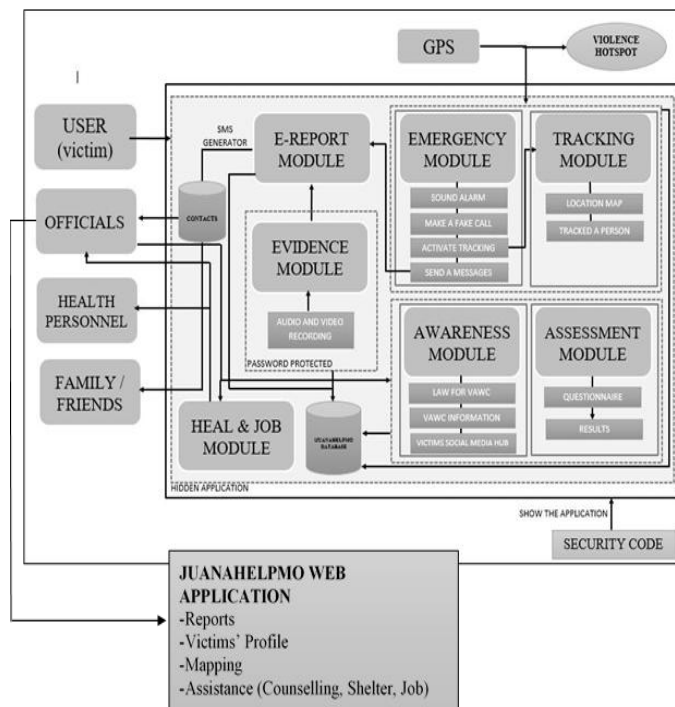 GPS
VIOLENCE
HOTSPOT
USER
(victim)
SMS
GENERATOR
E-REPORT
MODULE
EMERGENCY
MODULE
TRACKING
MODULE
SOUND ALARM
MAKE A FAKE CALL
ACTIVATE TRACKING
SEND A MESSAGES
LOCATION MAP
TRACKED A PERSON
OFFICIALS
CONTACTS
EVIDENCE
MODULE
AUDIO AND VIDEO
RECORDING
PASSWORD PROTECTED
HEALTH
PERSONNEL
FAMILY /
FRIENDS
AWARENESS
MODULE
ASSESSMENT
MODULE
LAW FOR VAWC
VAWC INFORMATION
VICTIMS SOCIAL MEDIA HUB
QUESTIONNAIRE
RESULTS
HEAL & JOB
MODULE
JUANAHELPMO
DATABASE
HIDDEN APPLICATION
SHOW THE APPLICATION
SECURITY CODE
JUANAHELPMO WEB
APPLICATION
-Reports
-Victims' Profile
-Mapping
-Assistance (Counselling, Shelter, Job)